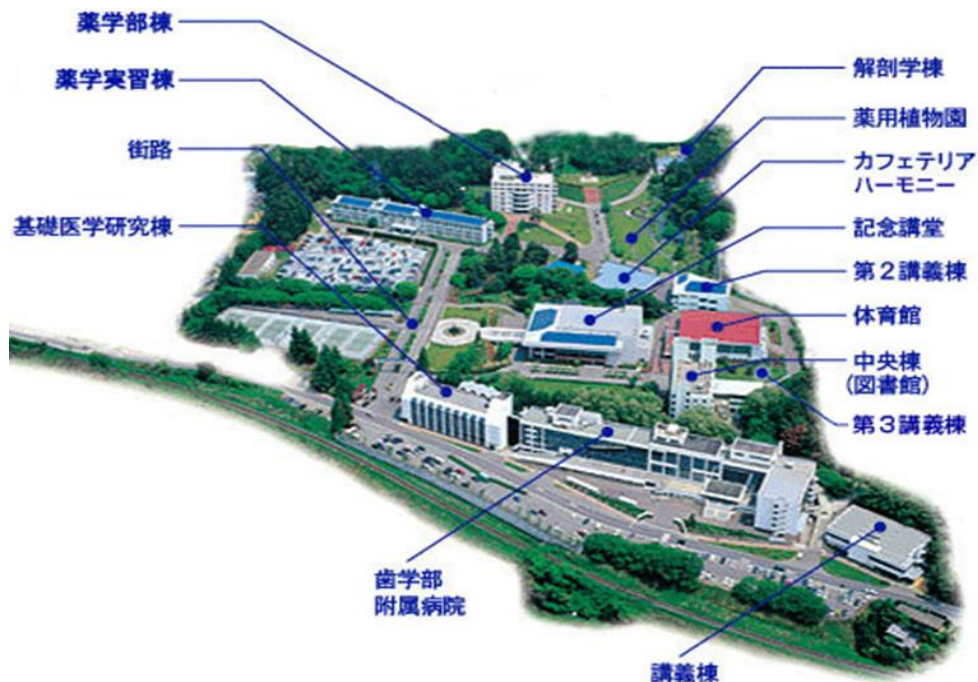 薬学部棟
薬学実習棟
街路
基礎医学研究棟
解剖学棟
薬用植物園
カフェテリア
ハーモニー
記念講堂
第２講義棟
体育館
中央棟
(図書館)
第３講義棟
歯学部
附属病院
講義棟